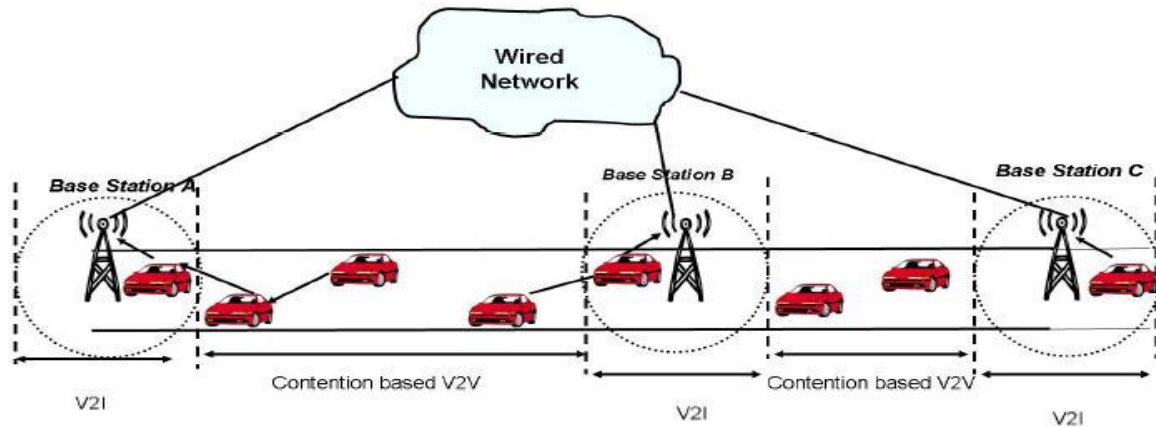 Wired
Network
Base Station A
Base Station B
Base Station C
Contention based V2V
Contention based V2V
V2I
V2I
V2I